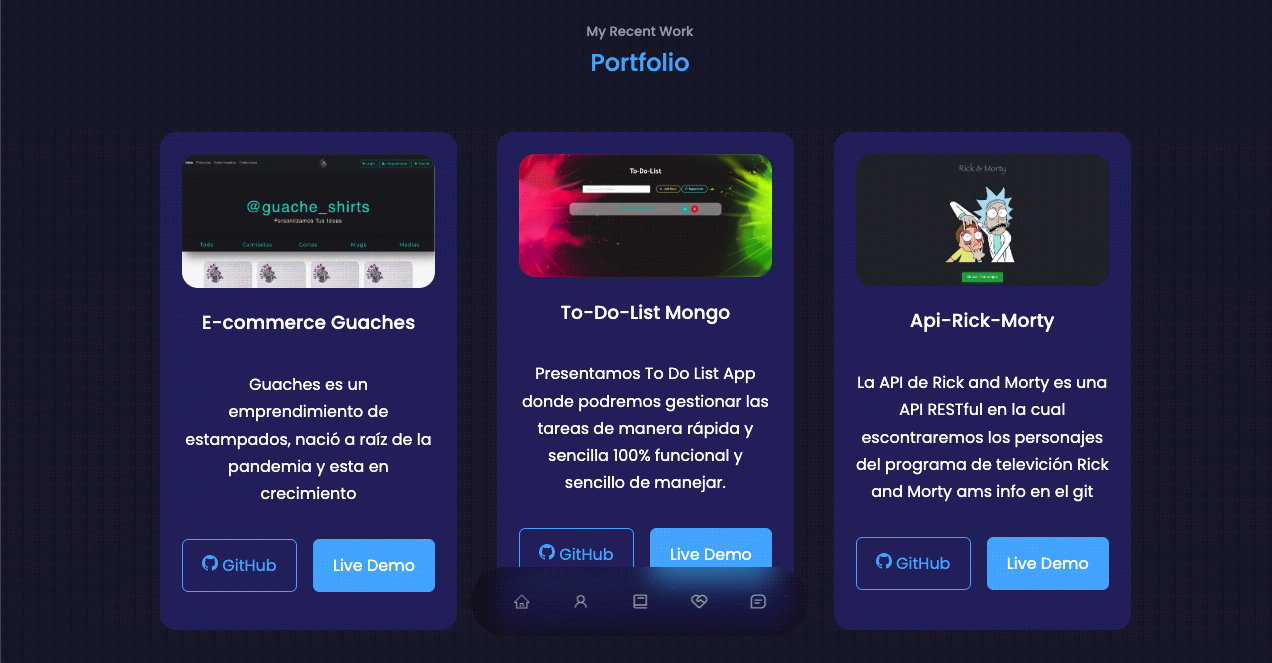 My Recent Work
Portfolio
@guache_shirts
Personlizamos Tus Ideas
Todo Camisetas Gorras Mugs Medias
E-commerce Guaches
Guaches es un
emprendimiento de
estampados, nació a raíz de la
pandemia y esta en
crecimiento
GitHub
Live Demo
To-Do-List
To-Do-List Mongo
Presentamos To Do List App
donde podremos gestionar las
tareas de manera rápida y
sencilla 100% funcional y
sencillo de manejar.
GitHub
Live Demo
Rick & Morty
Api-Rick-Morty
La API de Rick and Morty es una
API RESTful en la cual
escontraremos los personajes
del programa de televición Rick
and Morty ams info en el git
GitHub
Live Demo